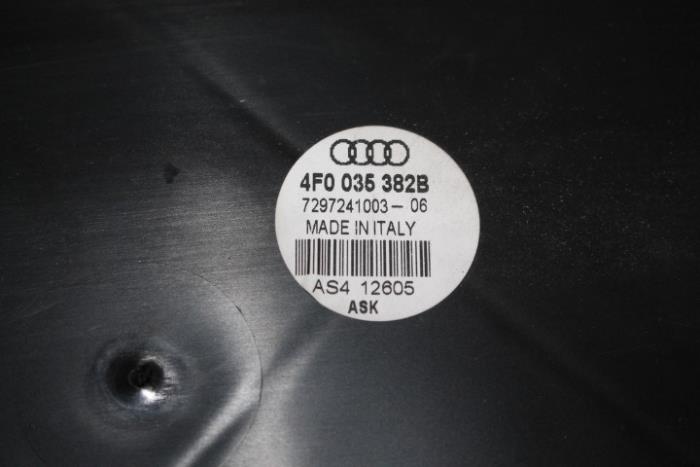 4F0 035 382B
7297241003-06
MADE IN ITALY
AS4 12605
ASK